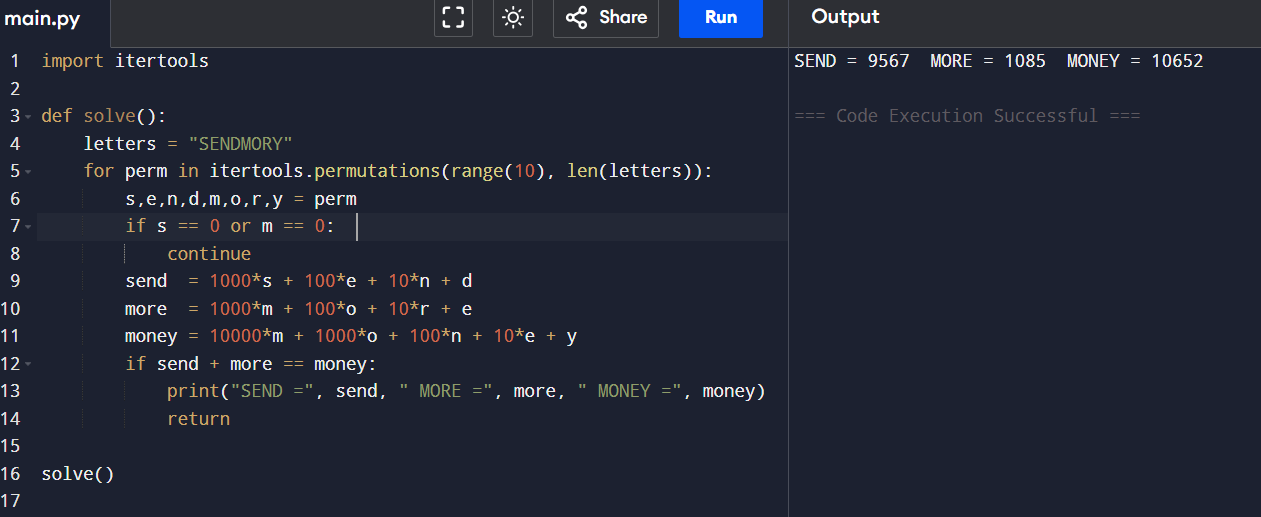 main.py
Share
Run
Output
1 import itertools
2
3 def solve():
4     letters = "SENDMORY"
5     for perm in itertools.permutations(range(10), len(letters)):
6         s,e,n,d,m,o,r,y = perm
7         if s == 0 or m == 0:
8             continue
9         send  = 1000*s + 100*e + 10*n + d
10         more  = 1000*m + 100*o + 10*r + e
11         money = 10000*m + 1000*o + 100*n + 10*e + y
12         if send + more == money:
13             print("SEND =", send, " MORE =", more, " MONEY =", money)
14             return
15
16 solve()
17
SEND = 9567  MORE = 1085  MONEY = 10652
=== Code Execution Successful ===